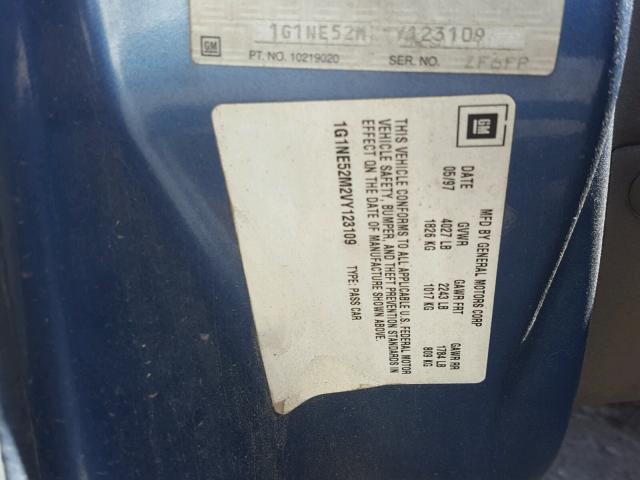 1G1NE52M Y123109
GM
PT. NO. 10219020 SER. NO. ZF6FP
GM
MFD BY GENERAL MOTORS CORP
DATE GVWR GAWR FRT GAWR RR
05/97 4027 LB 2243 LB 1784 LB
1826 KG 1017 KG 809 KG
THIS VEHICLE CONFORMS TO ALL APPLICABLE U.S. FEDERAL MOTOR
VEHICLE SAFETY, BUMPER, AND THEFT PREVENTION STANDARDS IN
EFFECT ON THE DATE OF MANUFACTURE SHOWN ABOVE.
1G1NE52M2VY123109 TYPE: PASS CAR